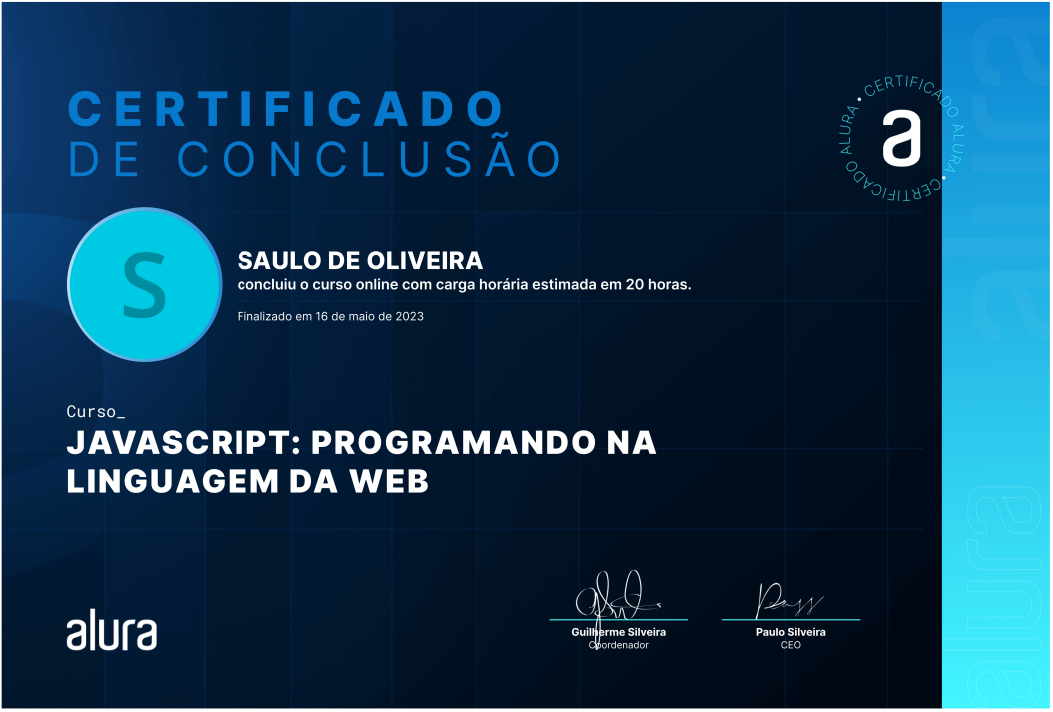 CERTIFICADO
DE CONCLUSÃO
CERTIFICADO ALURA • CERTIFICADO ALURA •
a
S
SAULO DE OLIVEIRA
concluiu o curso online com carga horária estimada em 20 horas.
Finalizado em 16 de maio de 2023
Curso_
JAVASCRIPT: PROGRAMANDO NA
LINGUAGEM DA WEB
alura
Guilherme Silveira
Coordenador
Paulo Silveira
CEO
alura
alura